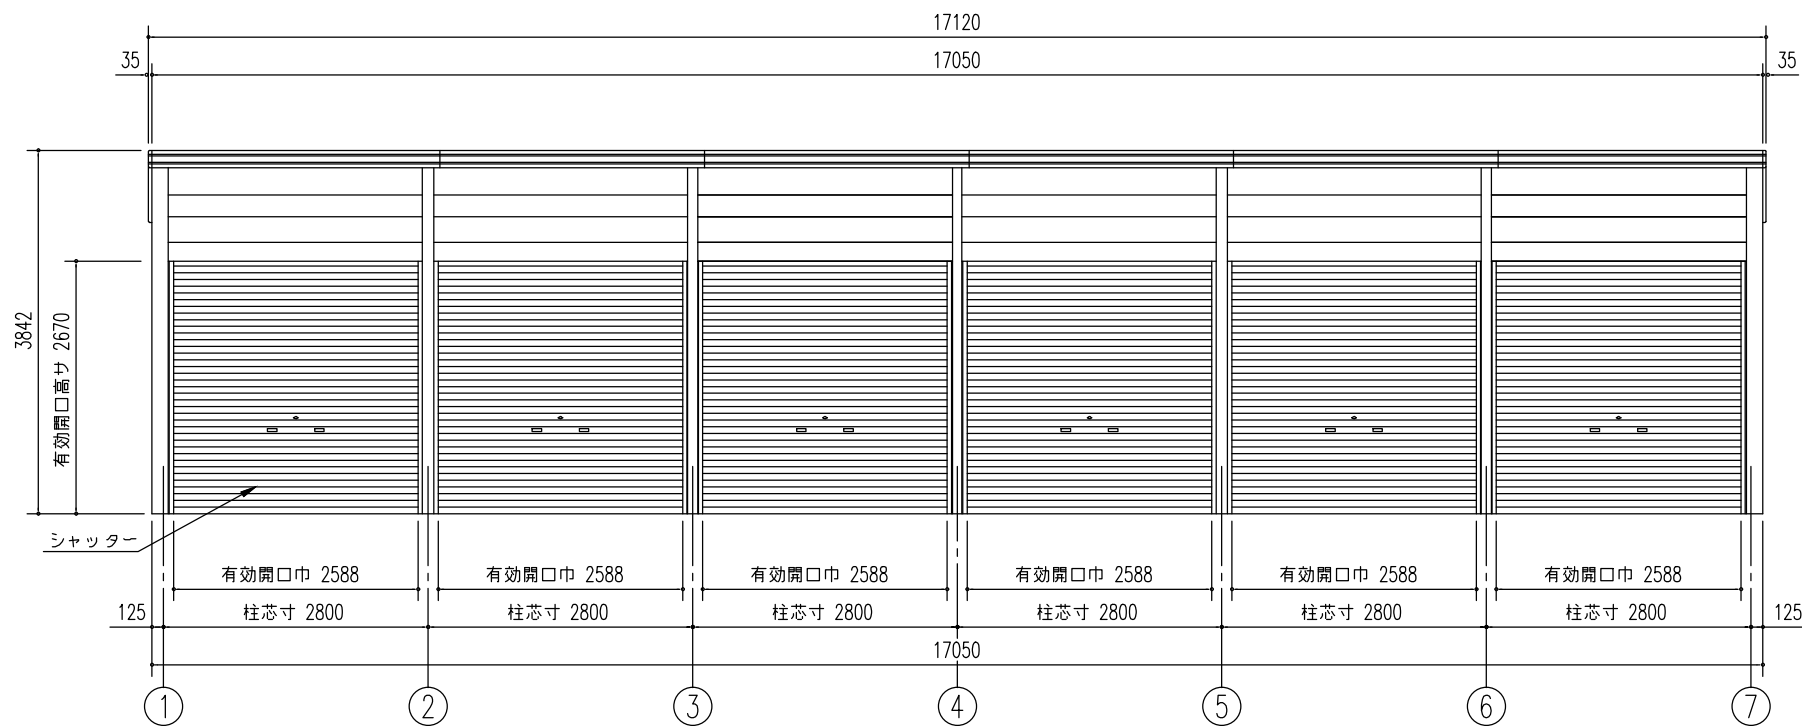 17120
35 17050 35
3842
有効開口高サ 2670
シャッター
有効開口巾 2588 有効開口巾 2588 有効開口巾 2588 有効開口巾 2588 有効開口巾 2588 有効開口巾 2588
125 柱芯寸 2800 柱芯寸 2800 柱芯寸 2800 柱芯寸 2800 柱芯寸 2800 柱芯寸 2800 125
17050
1 2 3 4 5 6 7